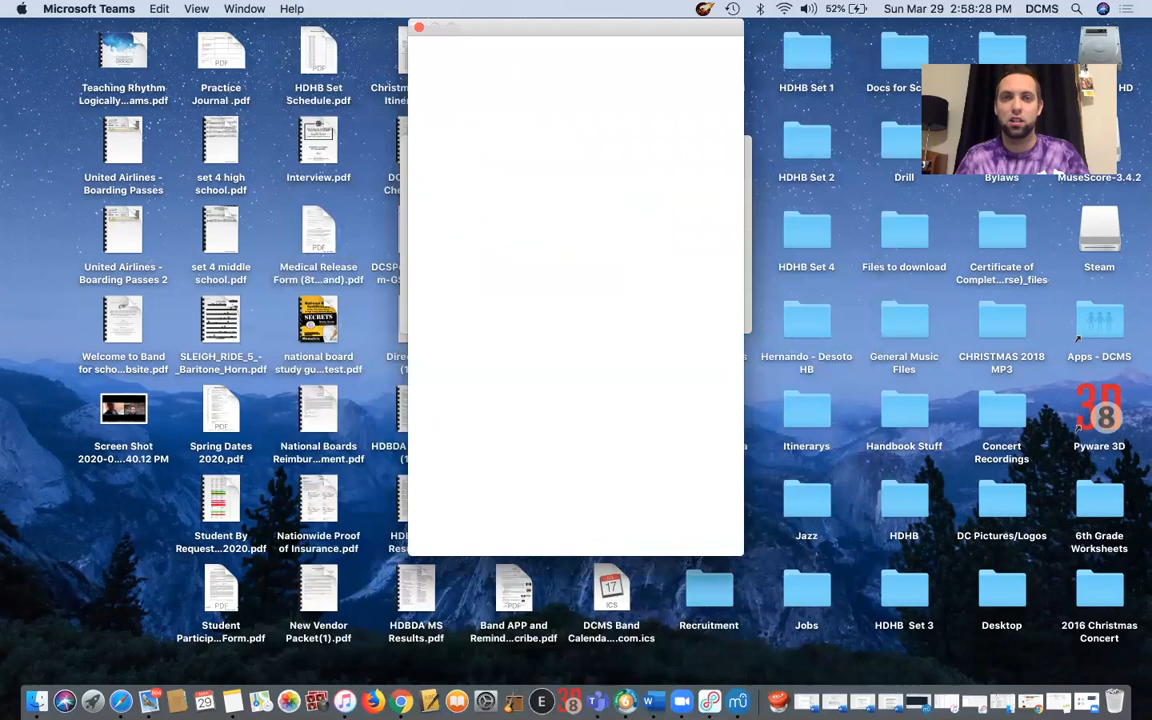 Microsoft Teams Edit View Window Help
52% Sun Mar 29 2:58:28 PM DCMS
Teaching Rhythm
Logically...ams.pdf
Practice
Journal .pdf
HDHB Set
Schedule.pdf
HDHB Set 1
HD
United Airlines -
Boarding Passes
set 4 high
school.pdf
Interview.pdf
HDHB Set 2
Drill
Bylaws
MuseScore-3.4.2
United Airlines -
Boarding Passes 2
set 4 middle
school.pdf
Medical Release
Form (8t...and).pdf
HDHB Set 4
Files to download
Certificate of
Complet...rse)_files
Steam
Welcome to Band
for scho...bsite.pdf
SLEIGH_RIDE_5_-
_Baritone_Horn.pdf
SECRETS
national board
study gu...test.pdf
Hernando - Desoto
HB
General Music
FIles
CHRISTMAS 2018
MP3
Apps - DCMS
Screen Shot
2020-0....40.12 PM
Spring Dates
2020.pdf
National Boards
Reimbur...ment.pdf
Itinerarys
Handbook Stuff
Concert
Recordings
Pyware 3D
Student By
Request...2020.pdf
Nationwide Proof
of Insurance.pdf
Jazz
HDHB
DC Pictures/Logos
6th Grade
Worksheets
Student
Particip...Form.pdf
New Vendor
Packet(1).pdf
HDBDA MS
Results.pdf
Band APP and
Remind...cribe.pdf
JUL
17
ICS
DCMS Band
Calenda....com.ics
Recruitment
Jobs
HDHB Set 3
Desktop
2016 Christmas
Concert